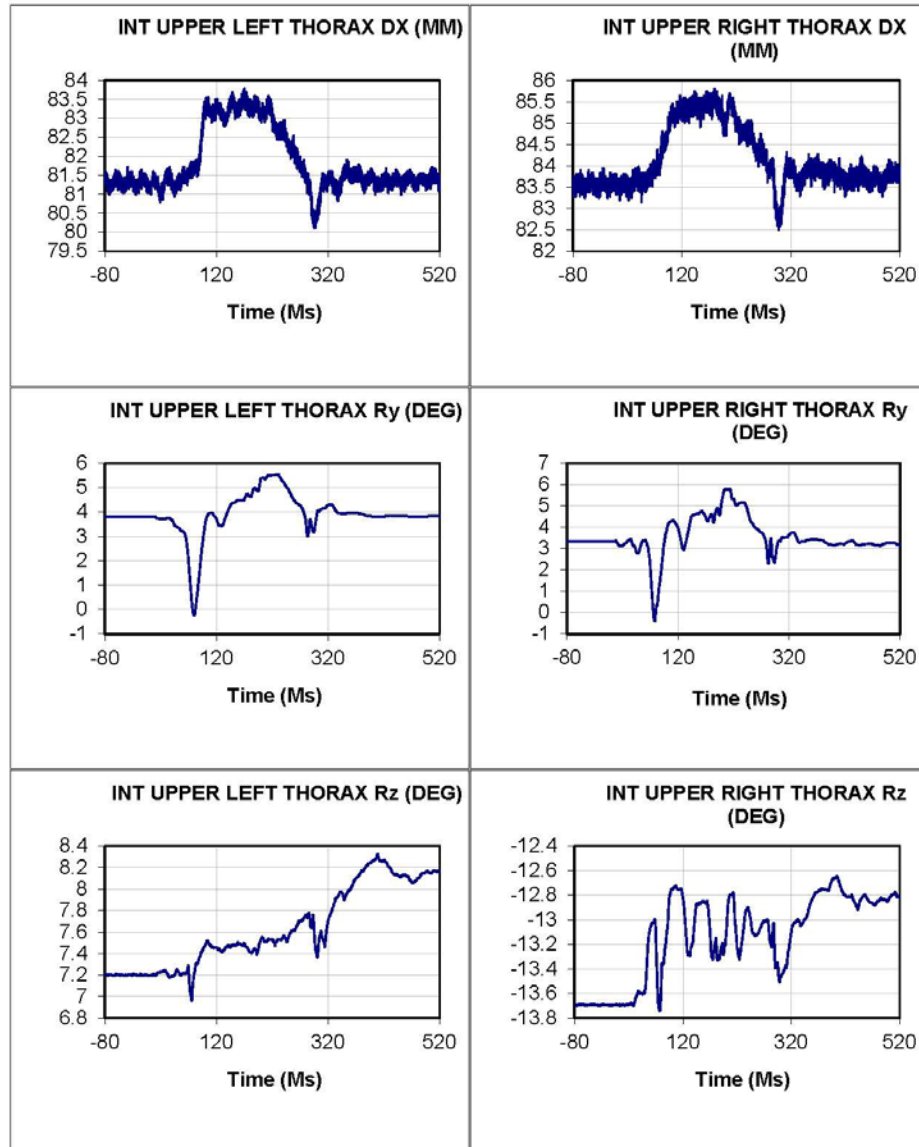 INT UPPER LEFT THORAX DX (MM)
84
83.5
83
82.5
82
81.5
81
80.5
80
79.5
-80 120 320 520
Time (Ms)
INT UPPER RIGHT THORAX DX
(MM)
86
85.5
85
84.5
84
83.5
83
82.5
82
-80 120 320 520
Time (Ms)
INT UPPER LEFT THORAX Ry (DEG)
6
5
4
3
2
1
0
-1
-80 120 320 520
Time (Ms)
INT UPPER RIGHT THORAX Ry
(DEG)
7
6
5
4
3
2
1
0
-1
-80 120 320 520
Time (Ms)
INT UPPER LEFT THORAX Rz (DEG)
8.4
8.2
8
7.8
7.6
7.4
7.2
7
6.8
-80 120 320 520
Time (Ms)
INT UPPER RIGHT THORAX Rz
(DEG)
-12.4
-12.6
-12.8
-13
-13.2
-13.4
-13.6
-13.8
-80 120 320 520
Time (Ms)